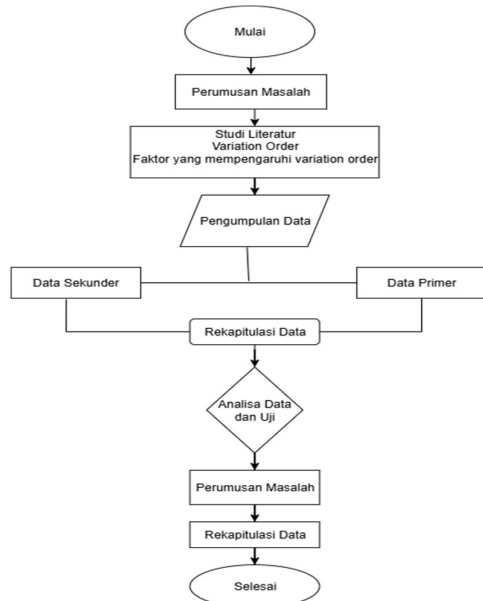 Mulai
Perumusan Masalah
Studi Literatur
Variation Order
Faktor yang mempengaruhi variation order
Pengumpulan Data
Data Sekunder
Data Primer
Rekapitulasi Data
Analisa Data
dan Uji
Perumusan Masalah
Rekapitulasi Data
Selesai